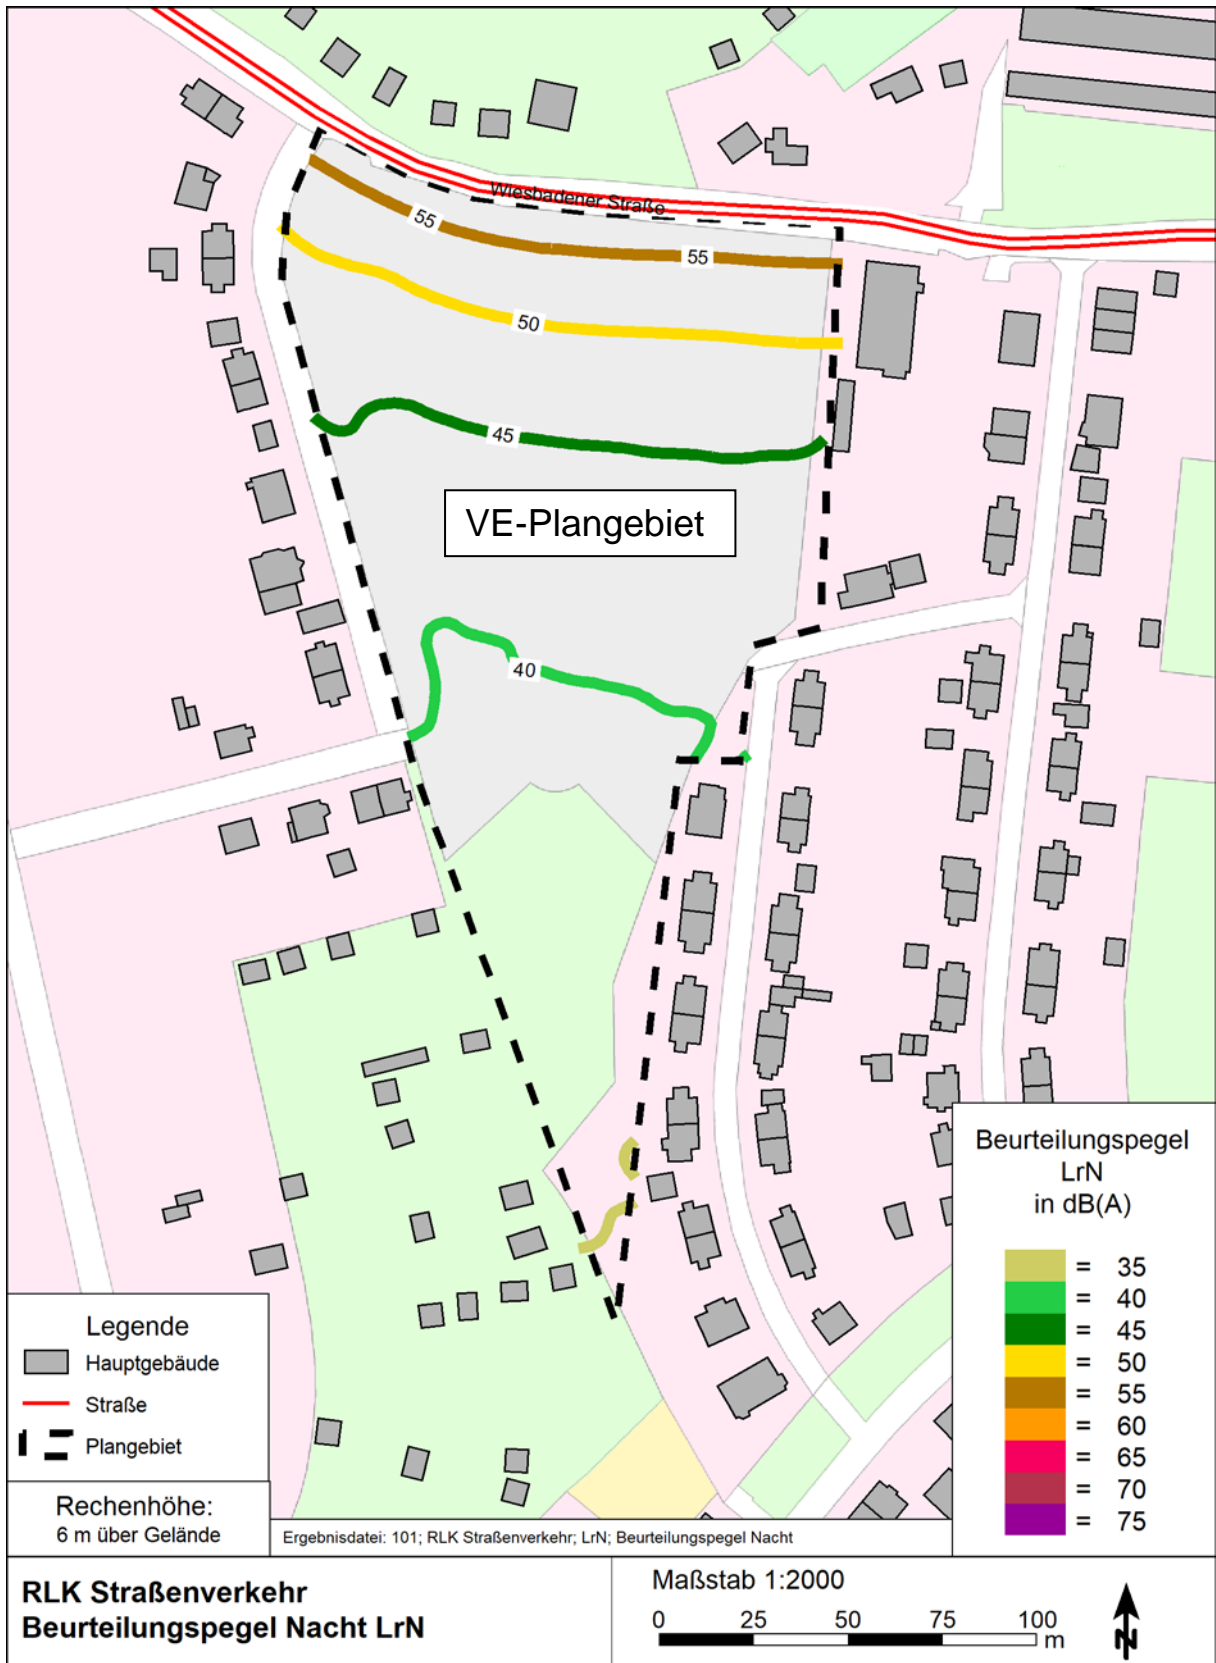 Wiesbadener Straße
55
55
50
45
VE-Plangebiet
40
Beurteilungspegel
LrN
in dB(A)
= 35
= 40
= 45
= 50
= 55
= 60
= 65
= 70
= 75
Legende
Hauptgebäude
Straße
Plangebiet
Rechenhöhe:
6 m über Gelände
Ergebnisdatei: 101; RLK Straßenverkehr; LrN; Beurteilungspegel Nacht
RLK Straßenverkehr
Beurteilungspegel Nacht LrN
Maßstab 1:2000
0 25 50 75 100
m
N